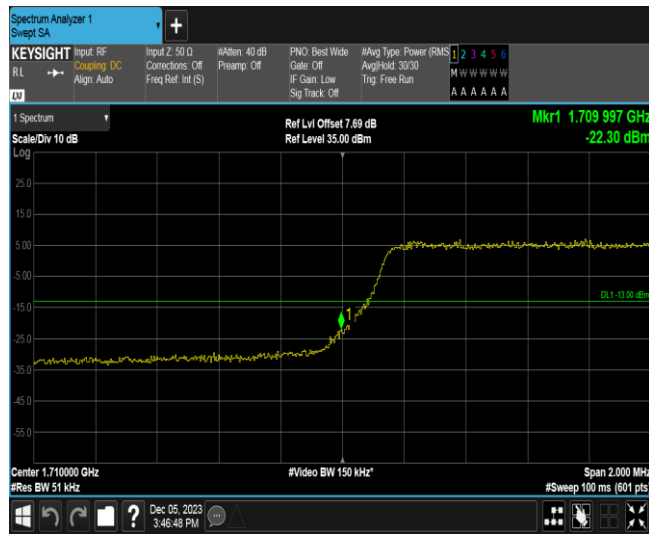 Spectrum Analyzer 1
Swept SA
+
KEYSIGHT
RL
LXI
Input: RF
Coupling: DC
Align: Auto
Input Z: 50 Ω
Corrections: Off
Freq Ref: Int (S)
#Atten: 40 dB
Preamp: Off
PNO: Best Wide
Gate: Off
IF Gain: Low
Sig Track: Off
#Avg Type: Power (RMS
Avg|Hold: 30/30
Trig: Free Run
1 2 3 4 5 6
M W W W W W
A A A A A A
1 Spectrum
Scale/Div 10 dB
Ref Lvl Offset 7.69 dB
Ref Level 35.00 dBm
Mkr1 1.709 997 GHz
-22.30 dBm
Log
25.0
15.0
5.00
-5.00
DL1 -13.00 dBm
-15.0
1
-25.0
-35.0
-45.0
-55.0
Center 1.710000 GHz
#Res BW 51 kHz
#Video BW 150 kHz*
Span 2.000 MHz
#Sweep 100 ms (601 pts
?
Dec 05, 2023
3:46:48 PM